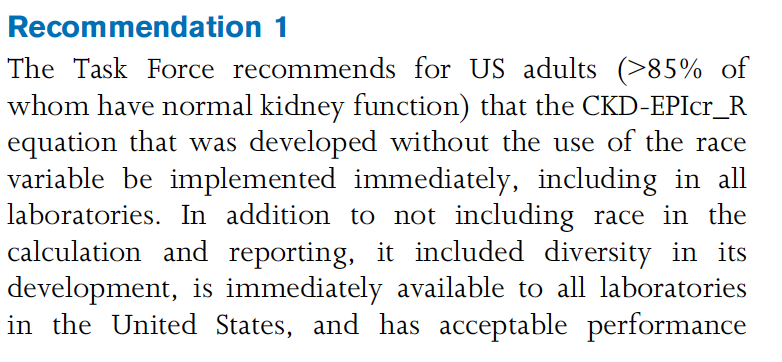 Recommendation 1
The Task Force recommends for US adults (>85% of
whom have normal kidney function) that the CKD-EPIcr_R
equation that was developed without the use of the race
variable be implemented immediately, including in all
laboratories. In addition to not including race in the
calculation and reporting, it included diversity in its
development, is immediately available to all laboratories
in the United States, and has acceptable performance